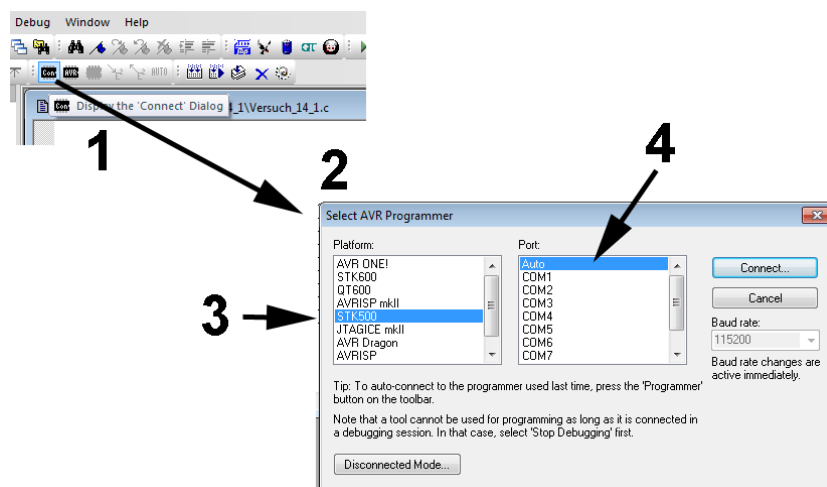 Debug Window Help
Con AVR AUTO
Con Display the 'Connect' Dialog 4_1\Versuch_14_1.c
1
2
4
Select AVR Programmer
Platform:
Port:
AVR ONE!
STK600
QT600
AVRISP mkII
STK500
JTAGICE mkII
AVR Dragon
AVRISP
3
Auto
COM1
COM2
COM3
COM4
COM5
COM6
COM7
Connect...
Cancel
Baud rate:
115200
Baud rate changes are
active immediately.
Tip: To auto-connect to the programmer used last time, press the 'Programmer'
button on the toolbar.
Note that a tool cannot be used for programming as long as it is connected in
a debugging session. In that case, select 'Stop Debugging' first.
Disconnected Mode...